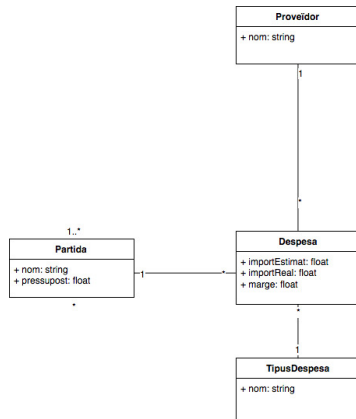 Proveïdor
+ nom: string
1
*
1..*
Partida
+ nom: string
+ pressupost: float
*
1
*
Despesa
+ importEstimat: float
+ importReal: float
+ marge: float
*
1
TipusDespesa
+ nom: string